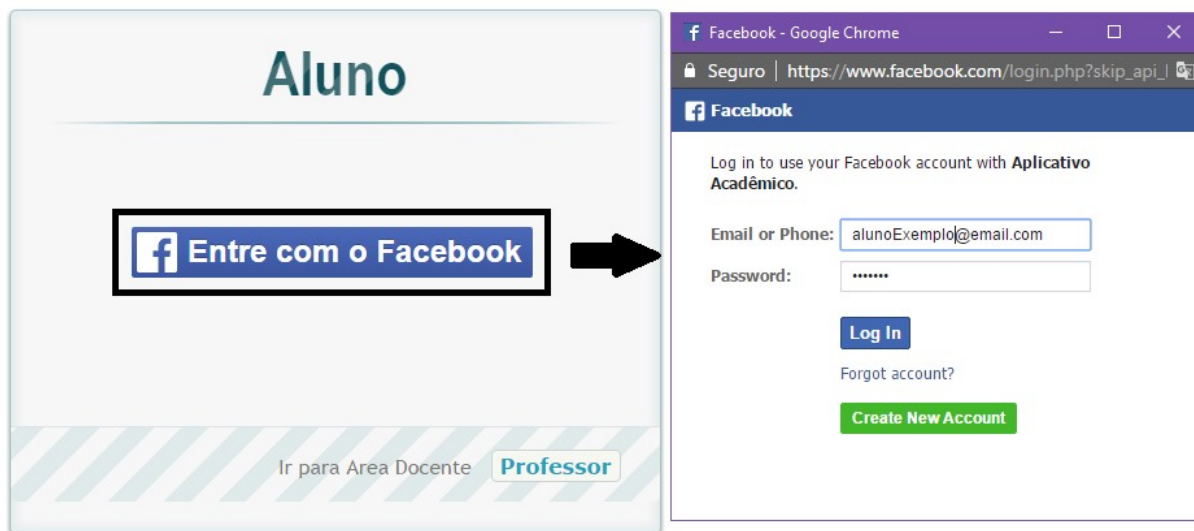 Aluno
Entre com o Facebook
Ir para Area Docente Professor
Facebook - Google Chrome
Seguro | https://www.facebook.com/login.php?skip_api_l
Facebook
Log in to use your Facebook account with Aplicativo
Acadêmico.
Email or Phone: alunoExemplo@email.com
Password: •••••••
Log In
Forgot account?
Create New Account